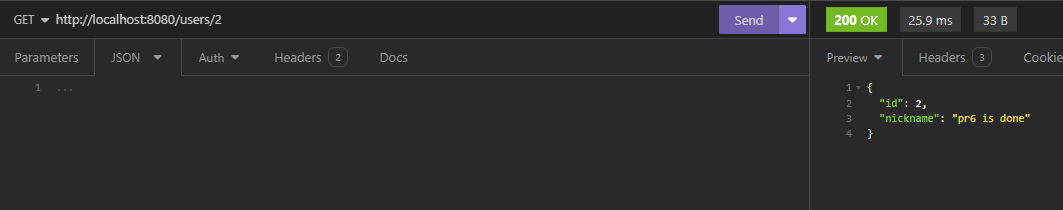 GET http://localhost:8080/users/2 Send 200 OK 25.9 ms 33 B
Parameters JSON Auth Headers 2 Docs Preview Headers 3 Cookie
1 ...
1 {
2 "id": 2,
3 "nickname": "pr6 is done"
4 }